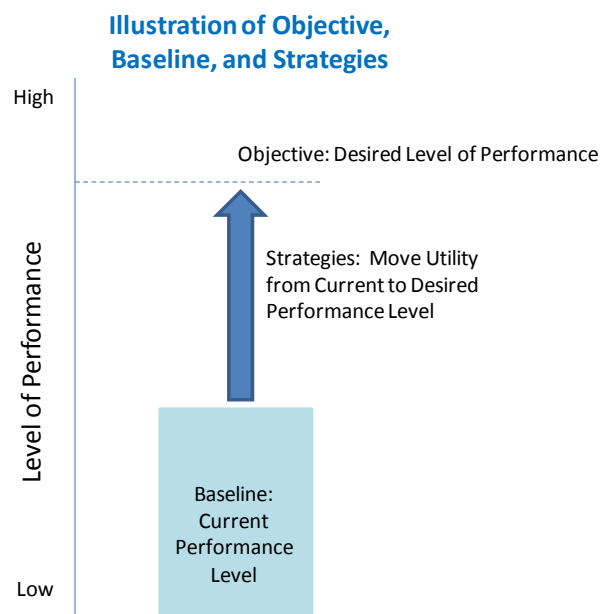 Illustration of Objective,
Baseline, and Strategies
High
Objective: Desired Level of Performance
Strategies: Move Utility
from Current to Desired
Performance Level
Level of Performance
Baseline:
Current
Performance
Level
Low